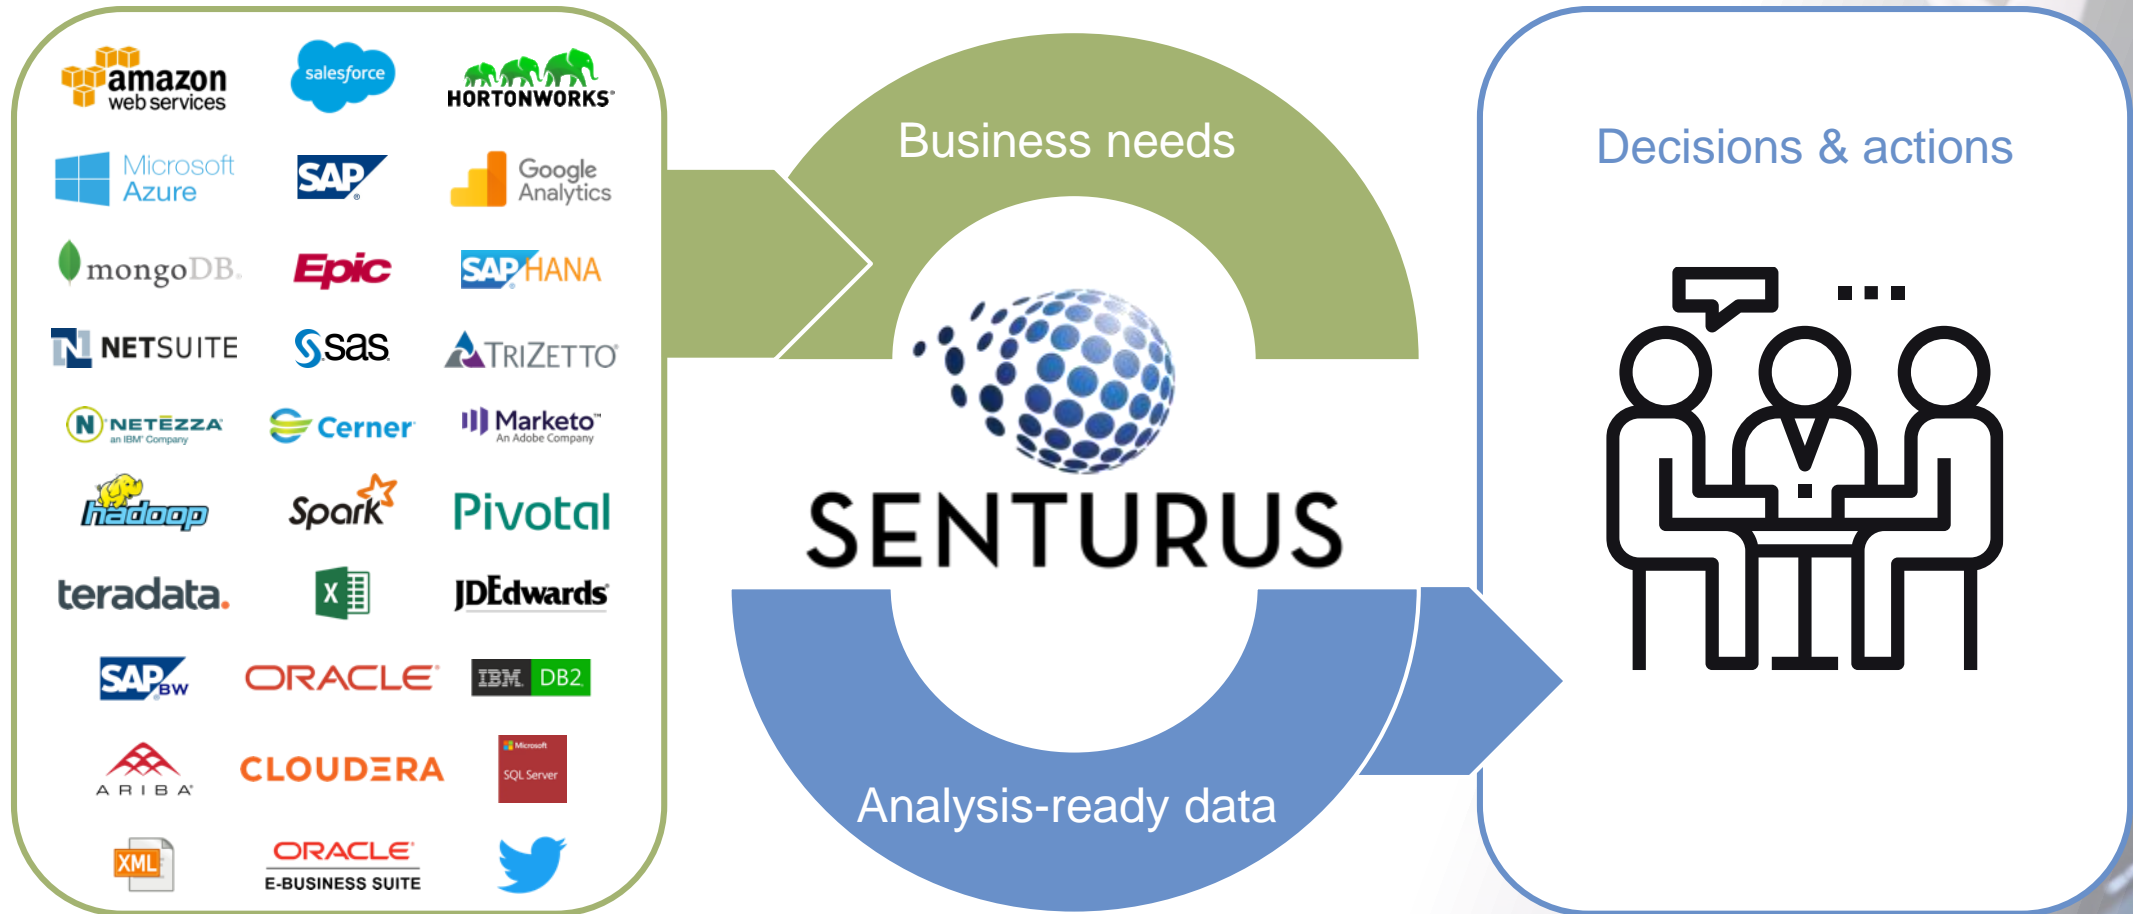 amazon
web services
salesforce
HORTONWORKS®
Microsoft
Azure
SAP®
Google
Analytics
mongoDB®
Epic
SAP® HANA
N NETSUITE
S.sas
TRIZETTO®
N NETĒZZA®
an IBM® Company
Cerner
Marketo™
An Adobe Company
hadoop
Spark
Pivotal
teradata.
X
JDEdwards®
SAP® BW
ORACLE®
IBM® DB2.
ARIBA®
CLOUDERA
Microsoft
SQL Server
XML
ORACLE®
E-BUSINESS SUITE
Business needs
SENTURUS
Analysis-ready data
Decisions & actions